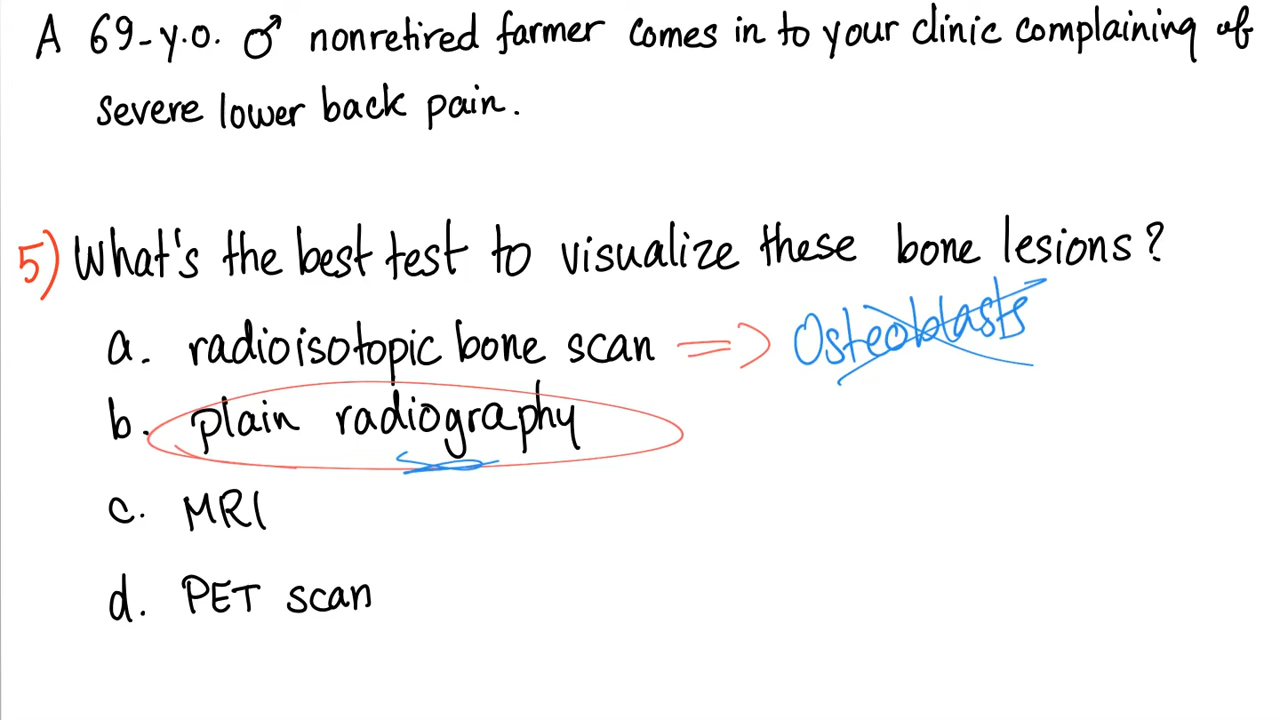 A 69-y.o. ♂ nonretired farmer comes in to your clinic complaining of
severe lower back pain.
5) What's the best test to visualize these bone lesions?
a. radioisotopic bone scan => Osteoblasts
b. plain radiography
c. MRI
d. PET scan